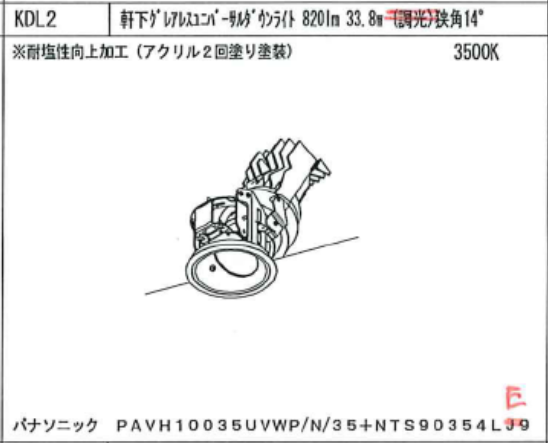 KDL2 軒下ｸﾞﾚｱﾚｽﾕﾆﾊﾞｰｻﾙﾀﾞｳﾝﾗｲﾄ 820lm 33.8W (調光)狭角14°
※耐塩性向上加工（アクリル２回塗り塗装） 3500K
E
パナソニック PAVH10035UVWP/N/35+NTS90354LJ9